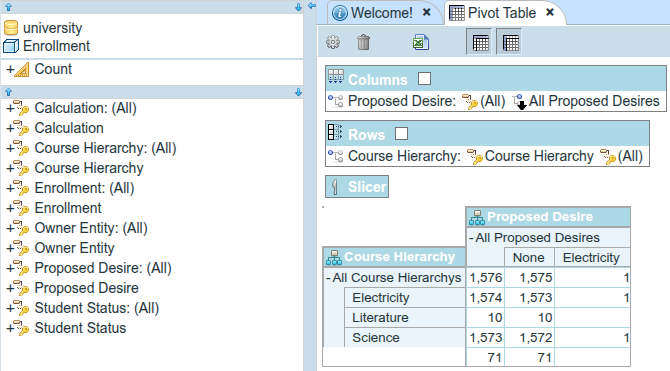 university
Enrollment
+ Count
+ Calculation: (All)
+ Calculation
+ Course Hierarchy: (All)
+ Course Hierarchy
+ Enrollment: (All)
+ Enrollment
+ Owner Entity: (All)
+ Owner Entity
+ Proposed Desire: (All)
+ Proposed Desire
+ Student Status: (All)
+ Student Status
Welcome! × Pivot Table ×
Columns
Proposed Desire: (All) All Proposed Desires
Rows
Course Hierarchy: Course Hierarchy (All)
Slicer
Proposed Desire
- All Proposed Desires
Course Hierarchy None Electricity
- All Course Hierarchys 1,576 1,575 1
Electricity 1,574 1,573 1
Literature 10 10
Science 1,573 1,572 1
71 71